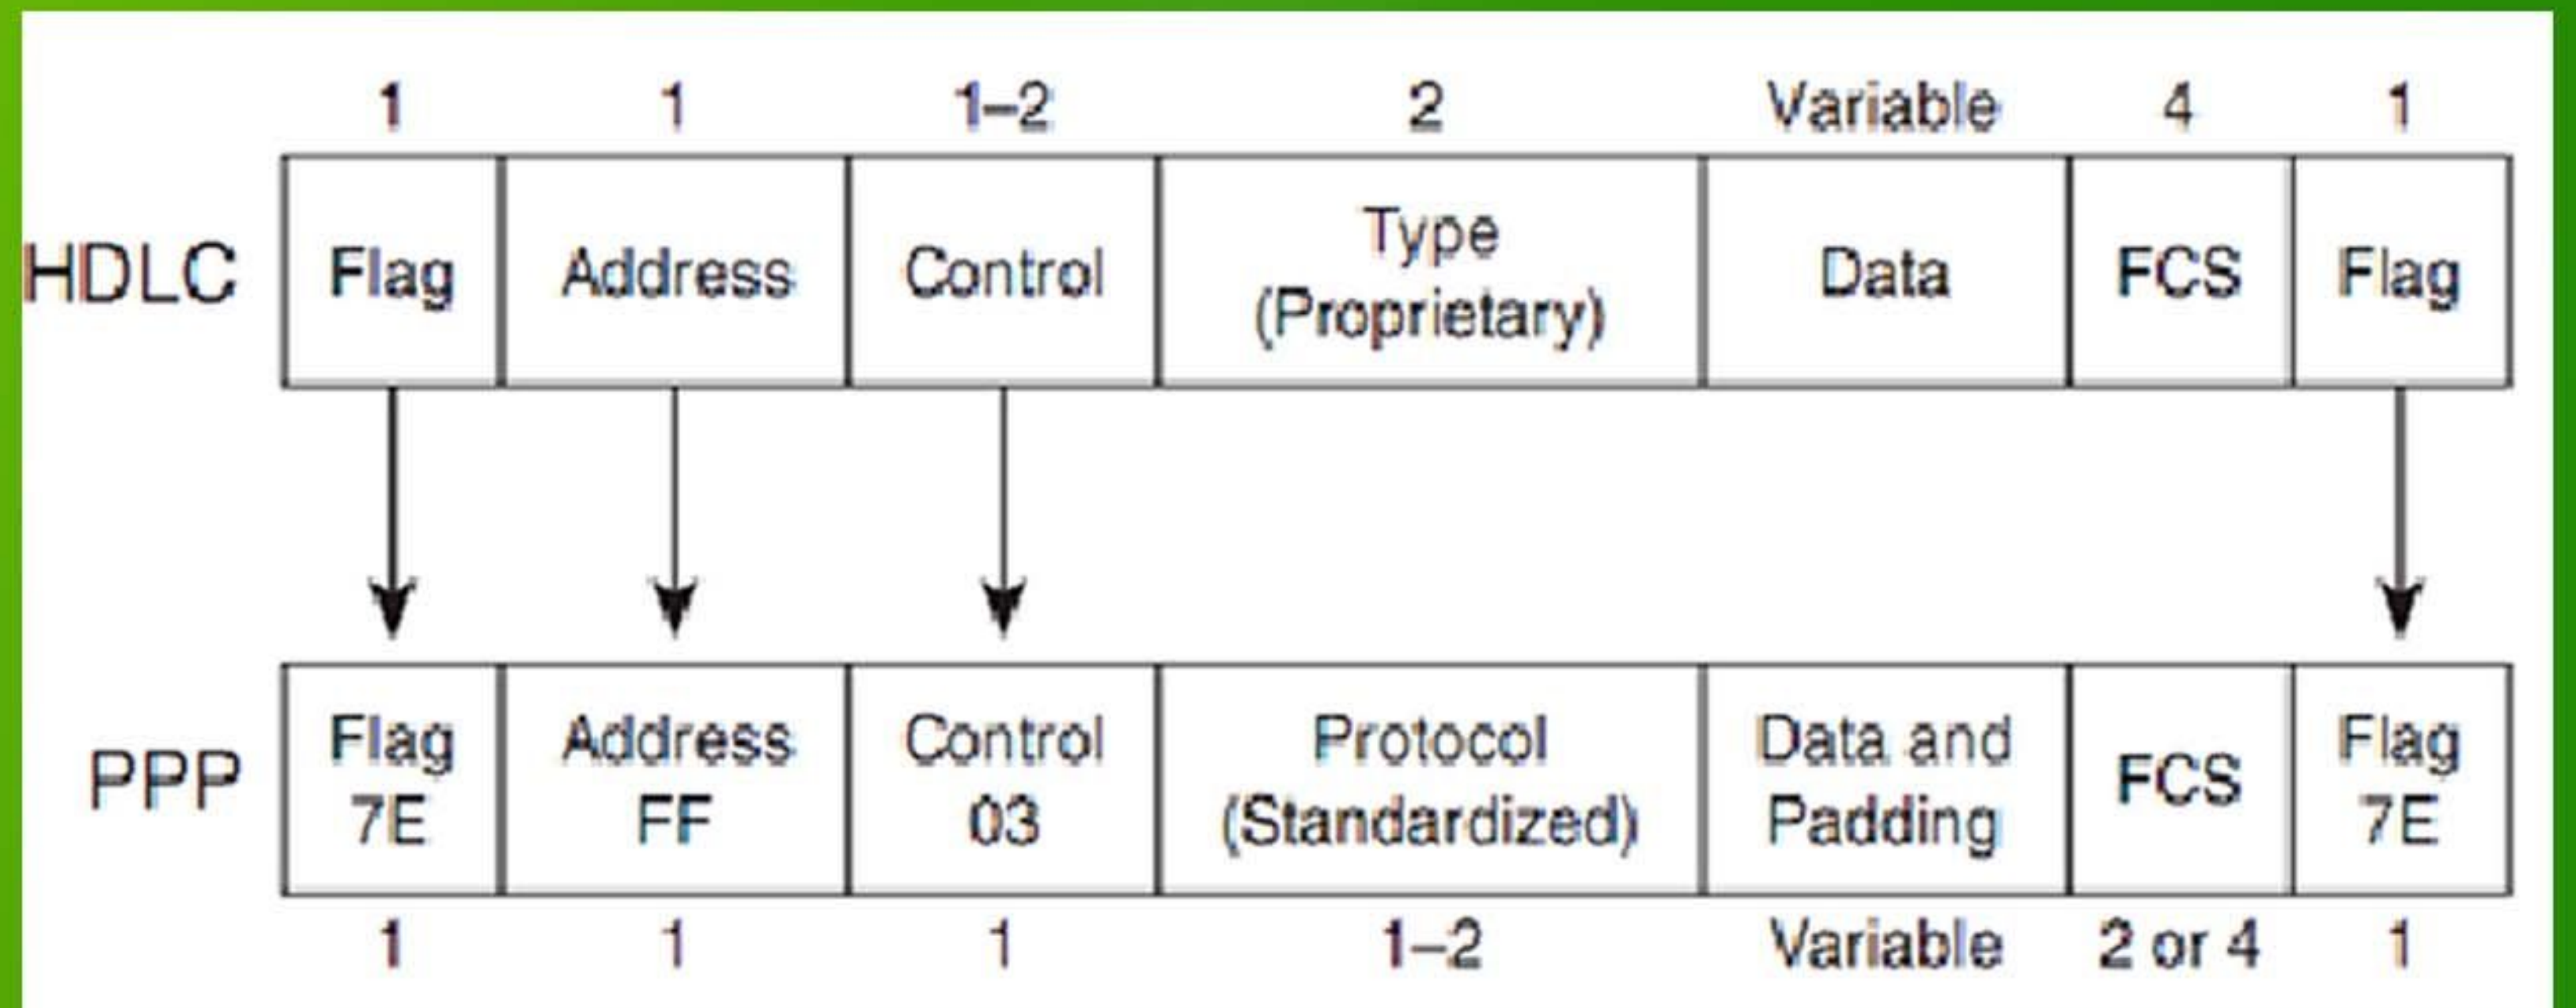 1 1 1–2 2 Variable 4 1
HDLC Flag Address Control Type (Proprietary) Data FCS Flag
PPP Flag 7E Address FF Control 03 Protocol (Standardized) Data and Padding FCS Flag 7E
1 1 1 1–2 Variable 2 or 4 1